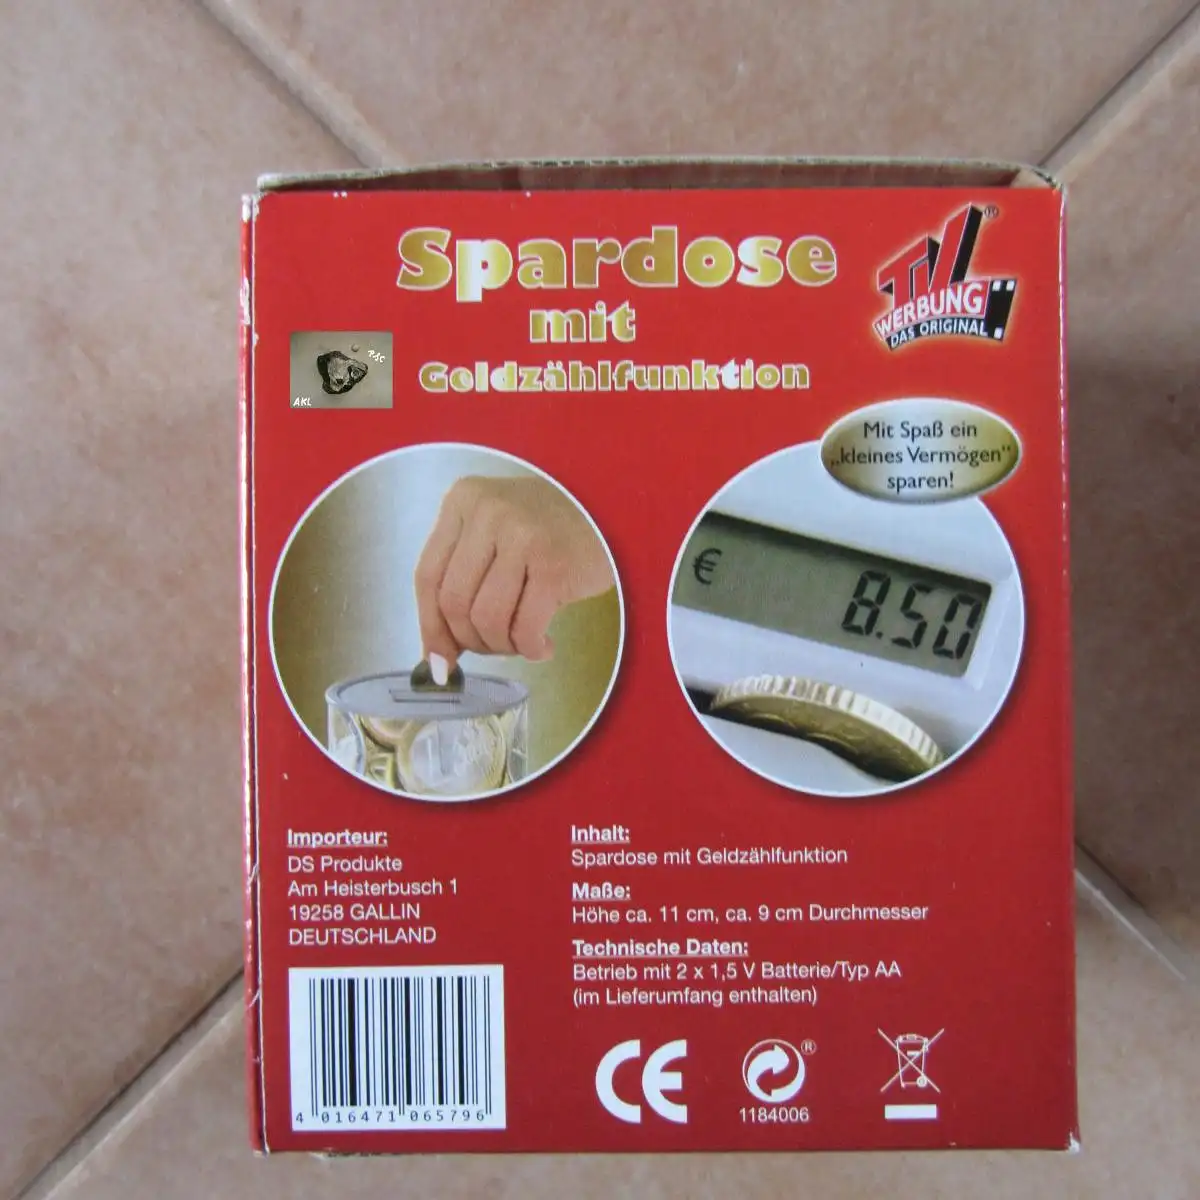 Spardose
mit
Geldzählfunktion
TV
WERBUNG
DAS ORIGINAL
®
AKL
Mit Spaß ein
„kleines Vermögen“
sparen!
€ 8.50
Importeur:
DS Produkte
Am Heisterbusch 1
19258 GALLIN
DEUTSCHLAND
Inhalt:
Spardose mit Geldzählfunktion
Maße:
Höhe ca. 11 cm, ca. 9 cm Durchmesser
Technische Daten:
Betrieb mit 2 x 1,5 V Batterie/Typ AA
(im Lieferumfang enthalten)
4 016471 065796
CE
®
1184006